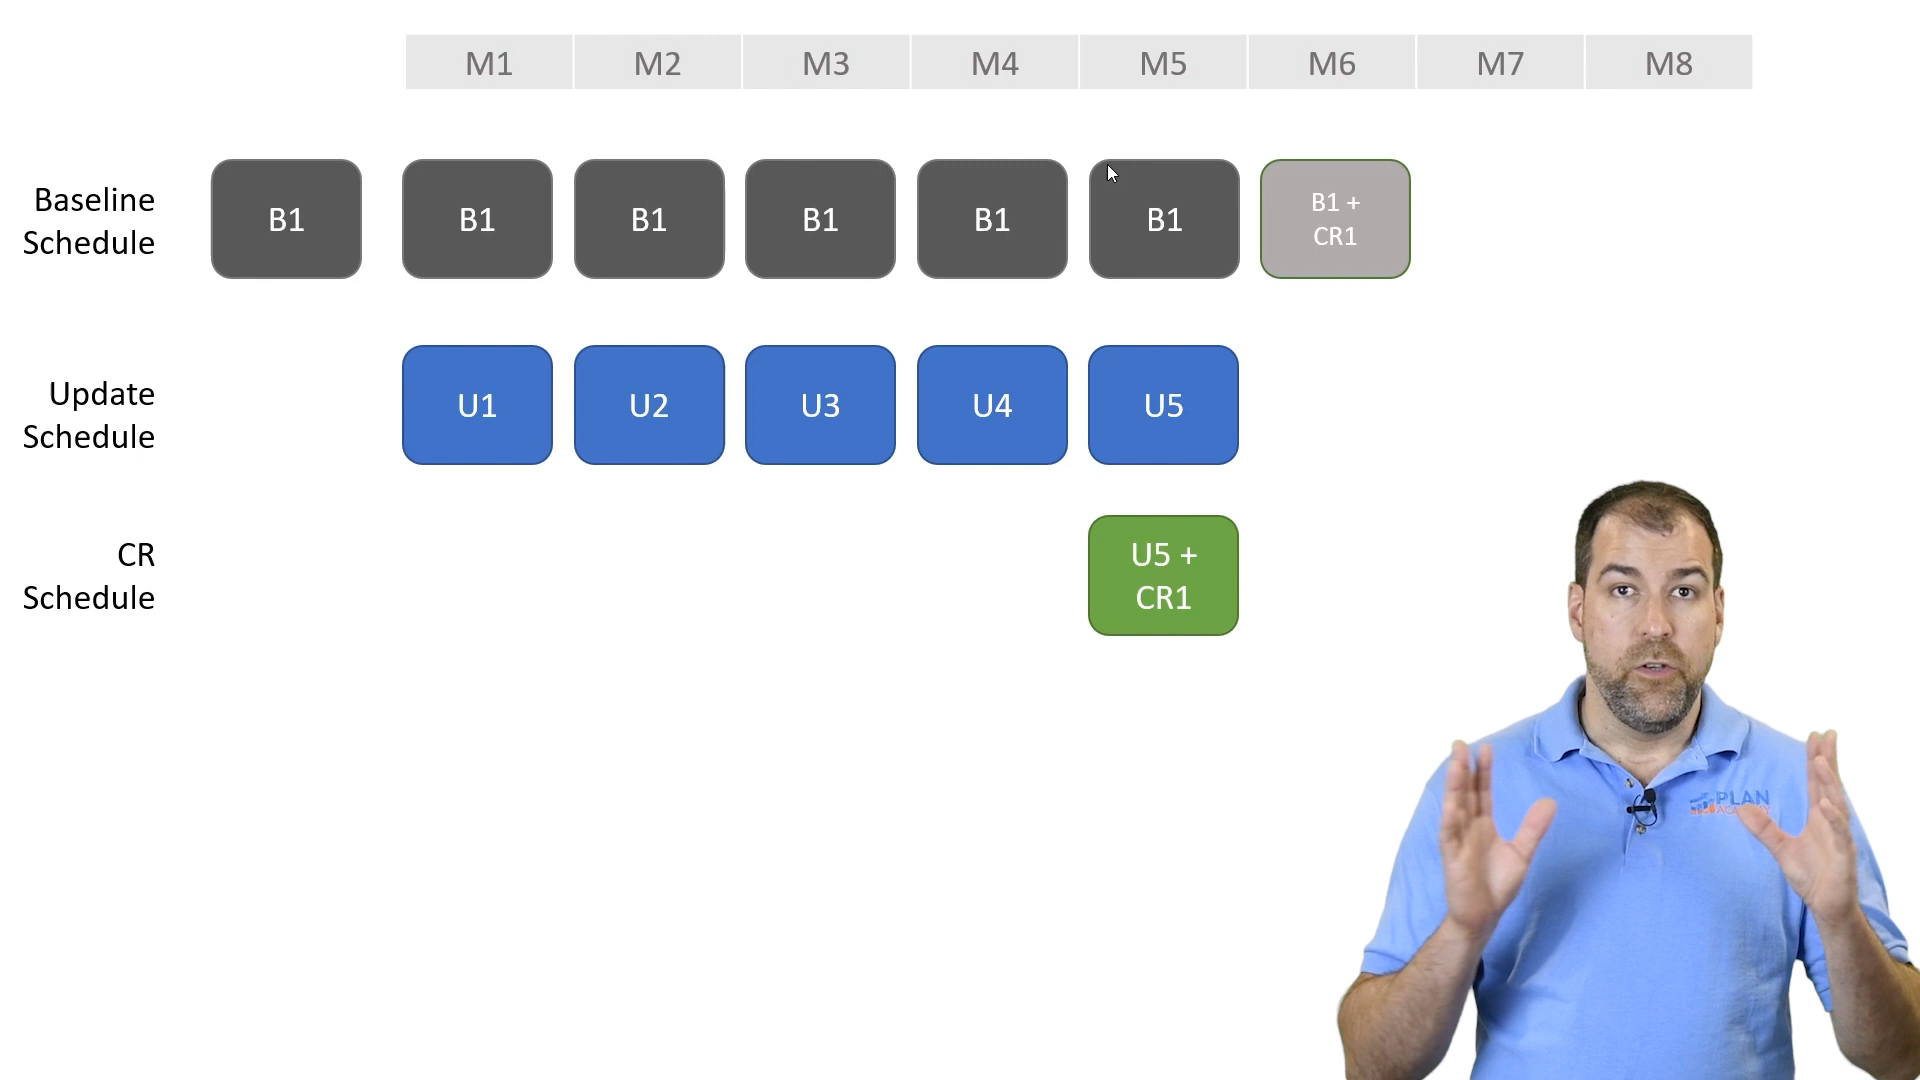 M1 M2 M3 M4 M5 M6 M7 M8
Baseline
Schedule
B1 B1 B1 B1 B1 B1
B1 +
CR1
Update
Schedule
U1 U2 U3 U4 U5
CR
Schedule
U5 +
CR1
PLAN